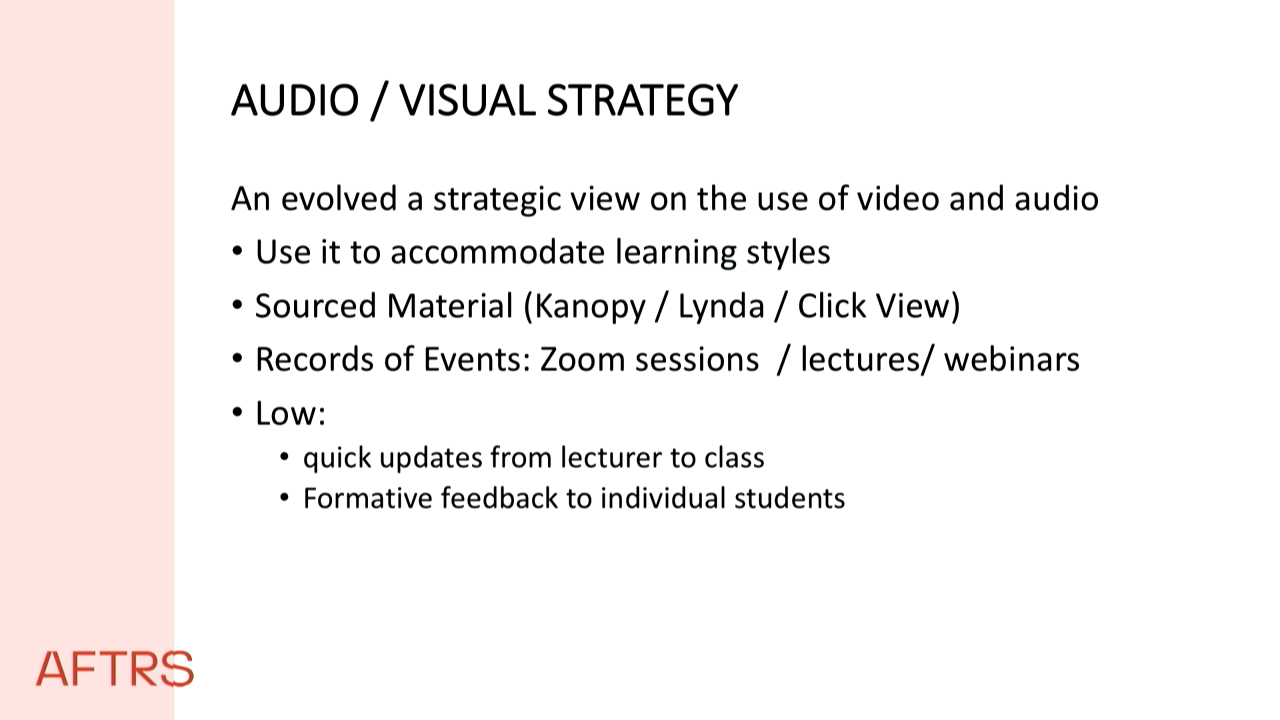 AUDIO / VISUAL STRATEGY
An evolved a strategic view on the use of video and audio
• Use it to accommodate learning styles
• Sourced Material (Kanopy / Lynda / Click View)
• Records of Events: Zoom sessions  / lectures/ webinars
• Low:
• quick updates from lecturer to class
• Formative feedback to individual students
AFTRS